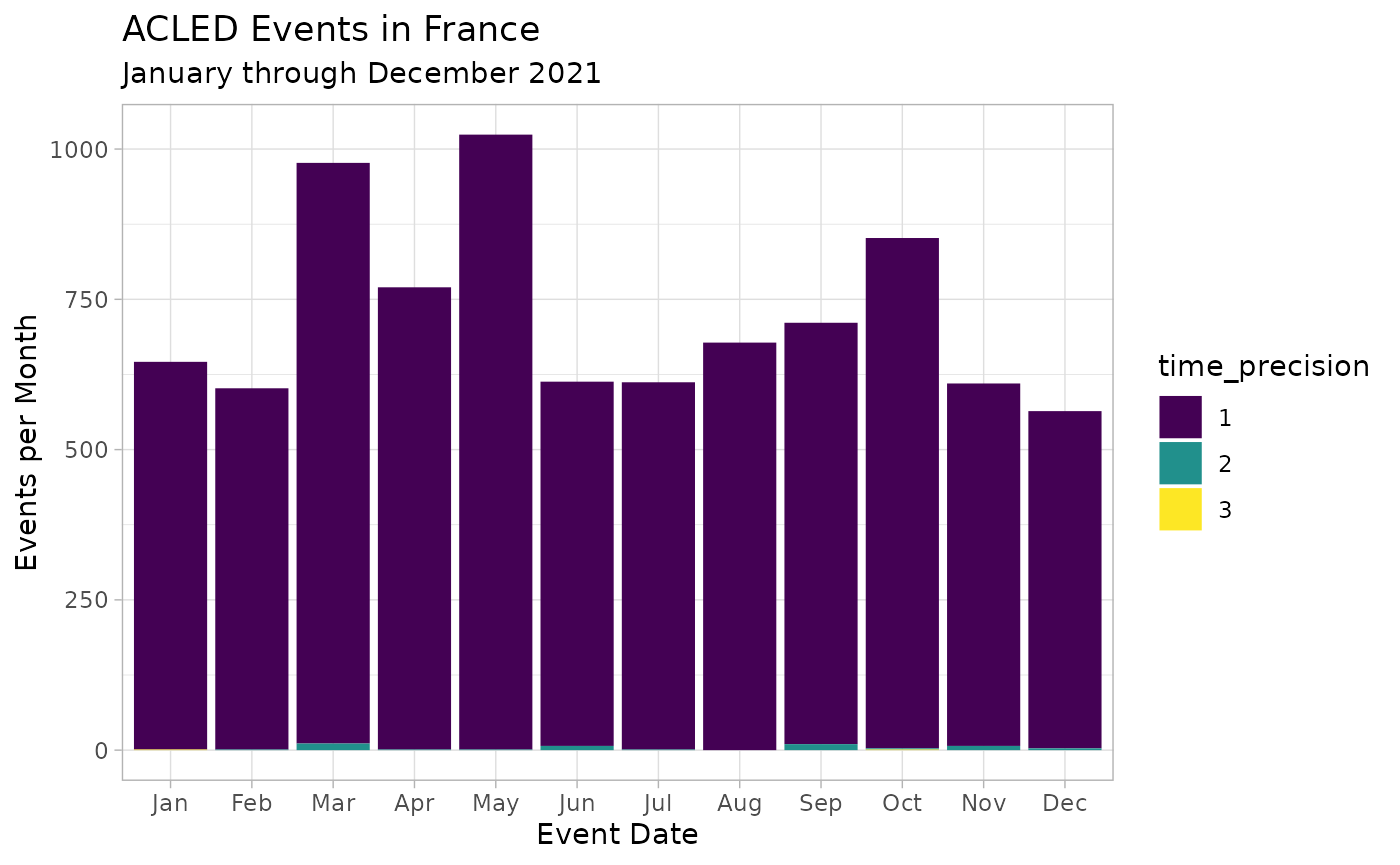 ACLED Events in France
January through December 2021
Events per Month
1000
750
500
250
0
Jan Feb Mar Apr May Jun Jul Aug Sep Oct Nov Dec
Event Date
time_precision
1
2
3